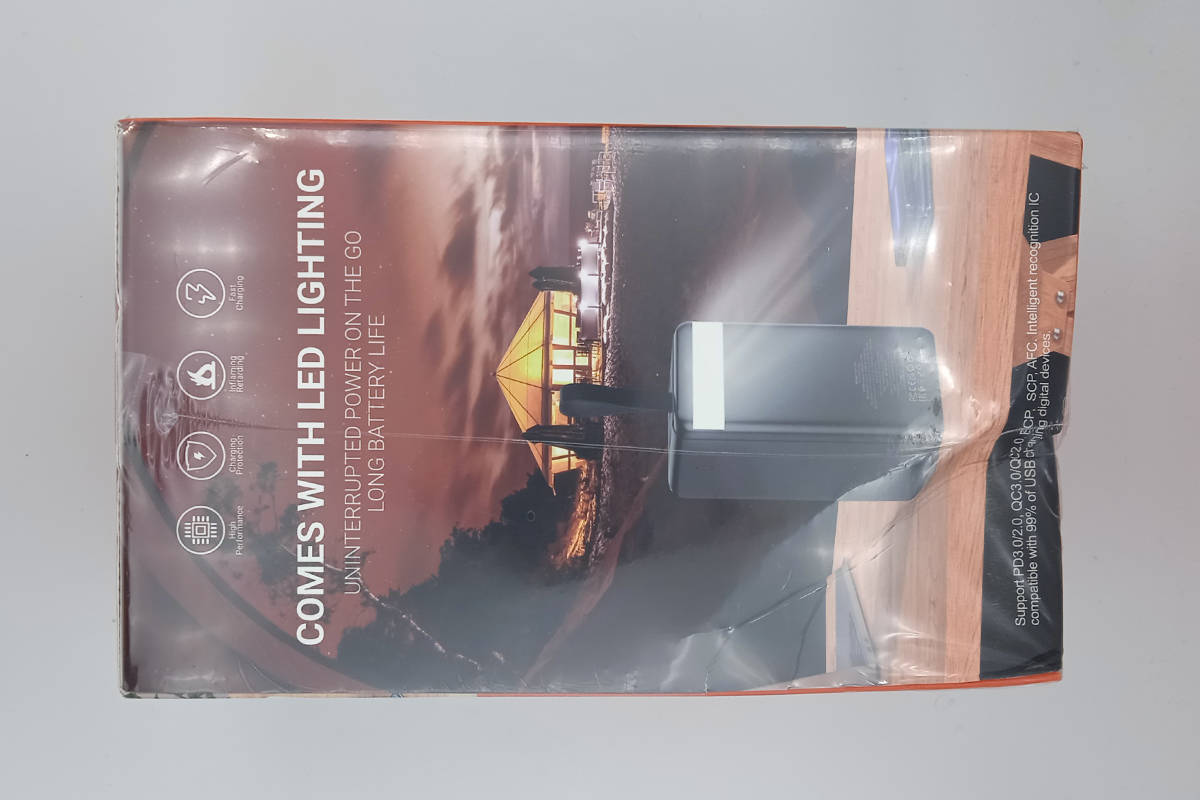 High
Performance
Charging
Protection
Inflaming
Retarding
Fast
Charging
COMES WITH LED LIGHTING
UNINTERRUPTED POWER ON THE GO
LONG BATTERY LIFE
Support PD3.0/2.0, QC3.0/QC2.0 FCP, SCP, AFC. Intelligent recognition IC
compatible with 99% of USB digital devices.